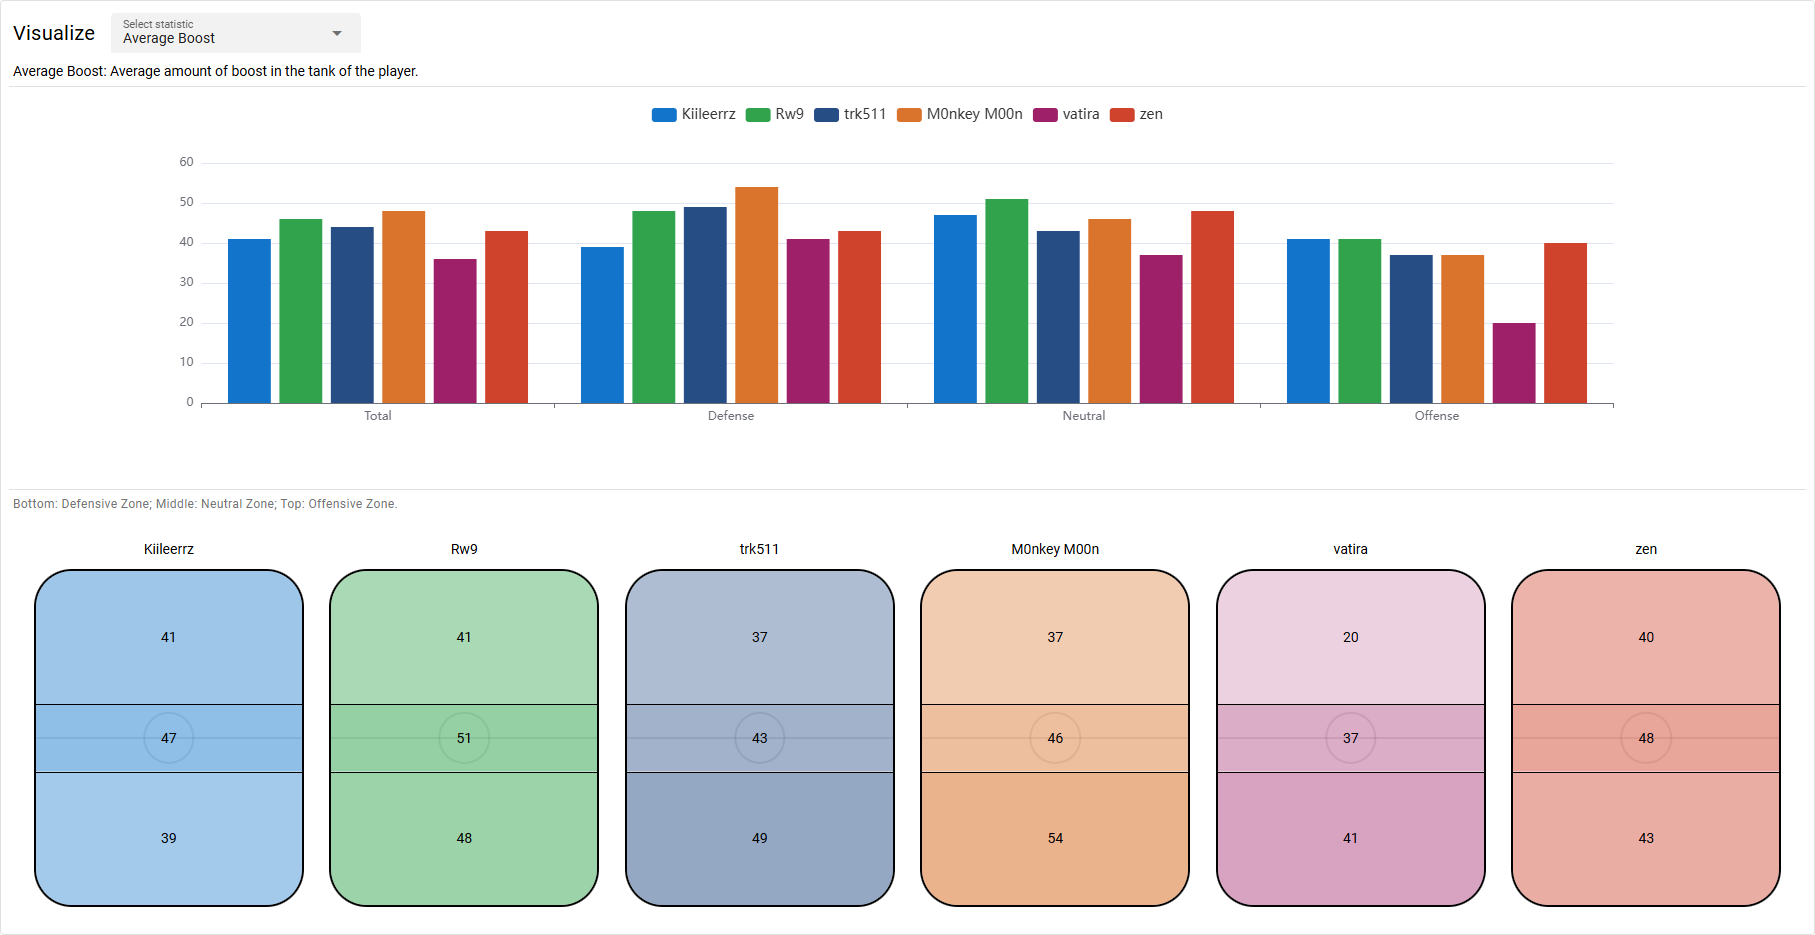 Visualize
Select statistic
Average Boost
Average Boost: Average amount of boost in the tank of the player.
Kiileerrz Rw9 trk511 M0nkey M00n vatira zen
60
50
40
30
20
10
0
Total Defense Neutral Offense
Bottom: Defensive Zone; Middle: Neutral Zone; Top: Offensive Zone.
Kiileerrz Rw9 trk511 M0nkey M00n vatira zen
41 41 37 37 20 40
47 51 43 46 37 48
39 48 49 54 41 43